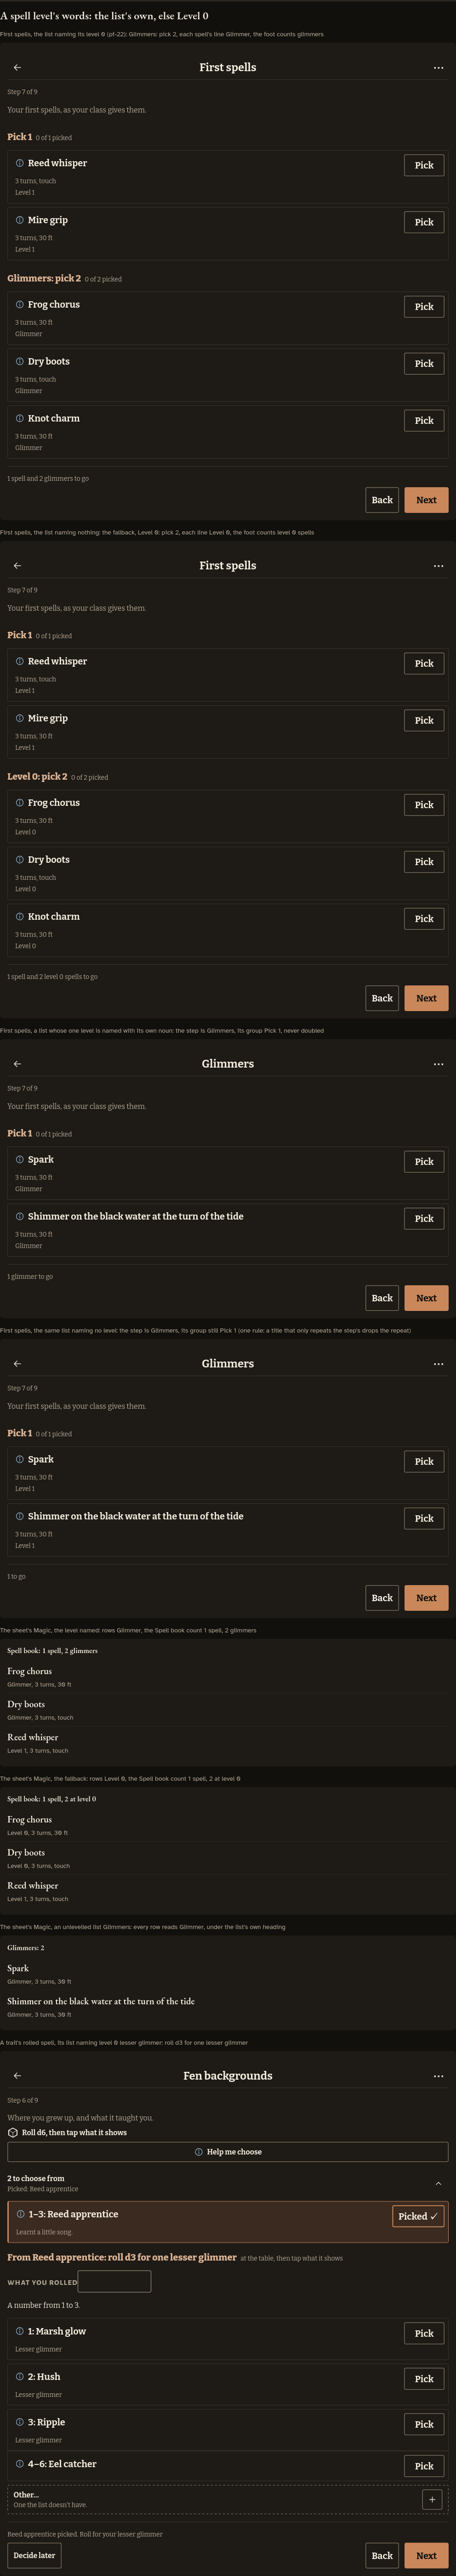 A spell level's words: the list's own, else Level 0
First spells, the list naming its level 0 (pf-22): Glimmers: pick 2, each spell's line Glimmer, the foot counts glimmers
←
First spells
...
Step 7 of 9
Your first spells, as your class gives them.
Pick 1 0 of 1 picked
Reed whisper
Pick
3 turns, touch
Level 1
Mire grip
Pick
3 turns, 30 ft
Level 1
Glimmers: pick 2 0 of 2 picked
Frog chorus
Pick
3 turns, 30 ft
Glimmer
Dry boots
Pick
3 turns, touch
Glimmer
Knot charm
Pick
3 turns, 30 ft
Glimmer
1 spell and 2 glimmers to go
Back Next
First spells, the list naming nothing: the fallback, Level 0: pick 2, each line Level 0, the foot counts level 0 spells
←
First spells
...
Step 7 of 9
Your first spells, as your class gives them.
Pick 1 0 of 1 picked
Reed whisper
Pick
3 turns, touch
Level 1
Mire grip
Pick
3 turns, 30 ft
Level 1
Level 0: pick 2 0 of 2 picked
Frog chorus
Pick
3 turns, 30 ft
Level 0
Dry boots
Pick
3 turns, touch
Level 0
Knot charm
Pick
3 turns, 30 ft
Level 0
1 spell and 2 level 0 spells to go
Back Next
First spells, a list whose one level is named with its own noun: the step is Glimmers, its group Pick 1, never doubled
←
Glimmers
...
Step 7 of 9
Your first spells, as your class gives them.
Pick 1 0 of 1 picked
Spark
Pick
3 turns, 30 ft
Glimmer
Shimmer on the black water at the turn of the tide
Pick
3 turns, 30 ft
Glimmer
1 glimmer to go
Back Next
First spells, the same list naming no level: the step is Glimmers, its group still Pick 1 (one rule: a title that only repeats the step's drops the repeat)
←
Glimmers
...
Step 7 of 9
Your first spells, as your class gives them.
Pick 1 0 of 1 picked
Spark
Pick
3 turns, 30 ft
Level 1
Shimmer on the black water at the turn of the tide
Pick
3 turns, 30 ft
Level 1
1 to go
Back Next
The sheet's Magic, the level named: rows Glimmer, the Spell book count 1 spell, 2 glimmers
Spell book: 1 spell, 2 glimmers
Frog chorus
Glimmer, 3 turns, 30 ft
Dry boots
Glimmer, 3 turns, touch
Reed whisper
Level 1, 3 turns, touch
The sheet's Magic, the fallback: rows Level 0, the Spell book count 1 spell, 2 at level 0
Spell book: 1 spell, 2 at level 0
Frog chorus
Level 0, 3 turns, 30 ft
Dry boots
Level 0, 3 turns, touch
Reed whisper
Level 1, 3 turns, touch
The sheet's Magic, an unlevelled list Glimmers: every row reads Glimmer, under the list's own heading
Glimmers: 2
Spark
Glimmer, 3 turns, 30 ft
Shimmer on the black water at the turn of the tide
Glimmer, 3 turns, 30 ft
A trait's rolled spell, its list naming level 0 lesser glimmer: roll d3 for one lesser glimmer
←
Fen backgrounds
...
Step 6 of 9
Where you grew up, and what it taught you.
Roll d6, then tap what it shows
Help me choose
2 to choose from
Picked: Reed apprentice
1–3: Reed apprentice
Picked ✓
Learnt a little song.
From Reed apprentice: roll d3 for one lesser glimmer at the table, then tap what it shows
WHAT YOU ROLLED
A number from 1 to 3.
1: Marsh glow
Pick
Lesser glimmer
2: Hush
Pick
Lesser glimmer
3: Ripple
Pick
Lesser glimmer
4–6: Eel catcher
Pick
Other...
One the list doesn't have.
+
Reed apprentice picked. Roll for your lesser glimmer
Decide later
Back Next